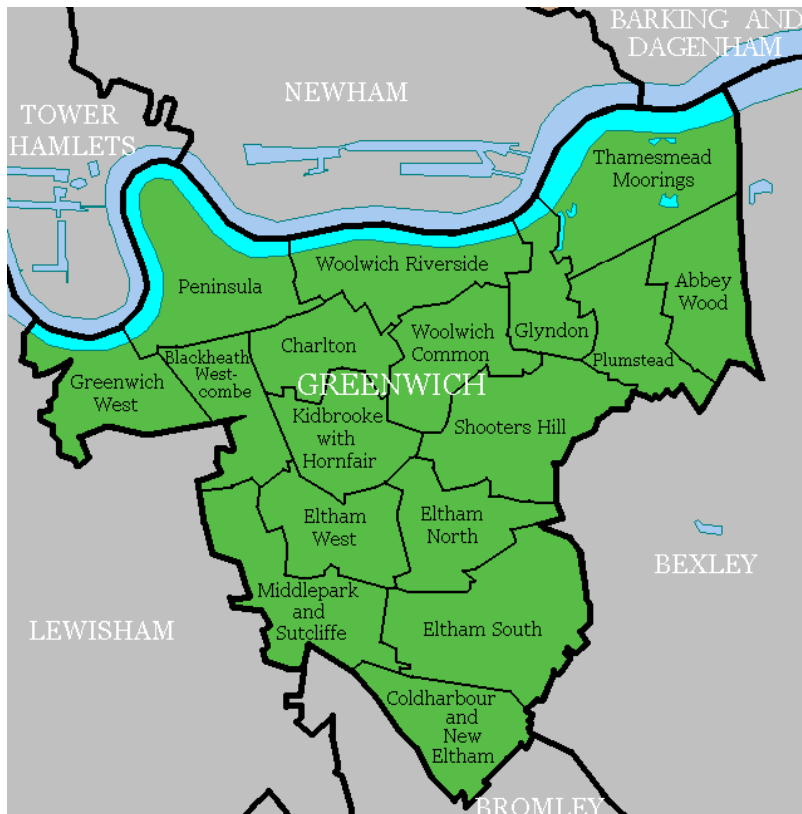 BARKING AND
DAGENHAM
NEWHAM
TOWER
HAMLETS
Thamesmead
Moorings
Woolwich Riverside
Peninsula
Abbey
Wood
Woolwich
Common
Glyndon
Charlton
Blackheath
West-
combe
Plumstead
Greenwich
West
GREENWICH
Kidbrooke
with
Hornfair
Shooters Hill
Eltham
West
Eltham
North
BEXLEY
Middlepark
and
Sutcliffe
LEWISHAM
Eltham South
Coldharbour
and
New
Eltham
BROMLEY